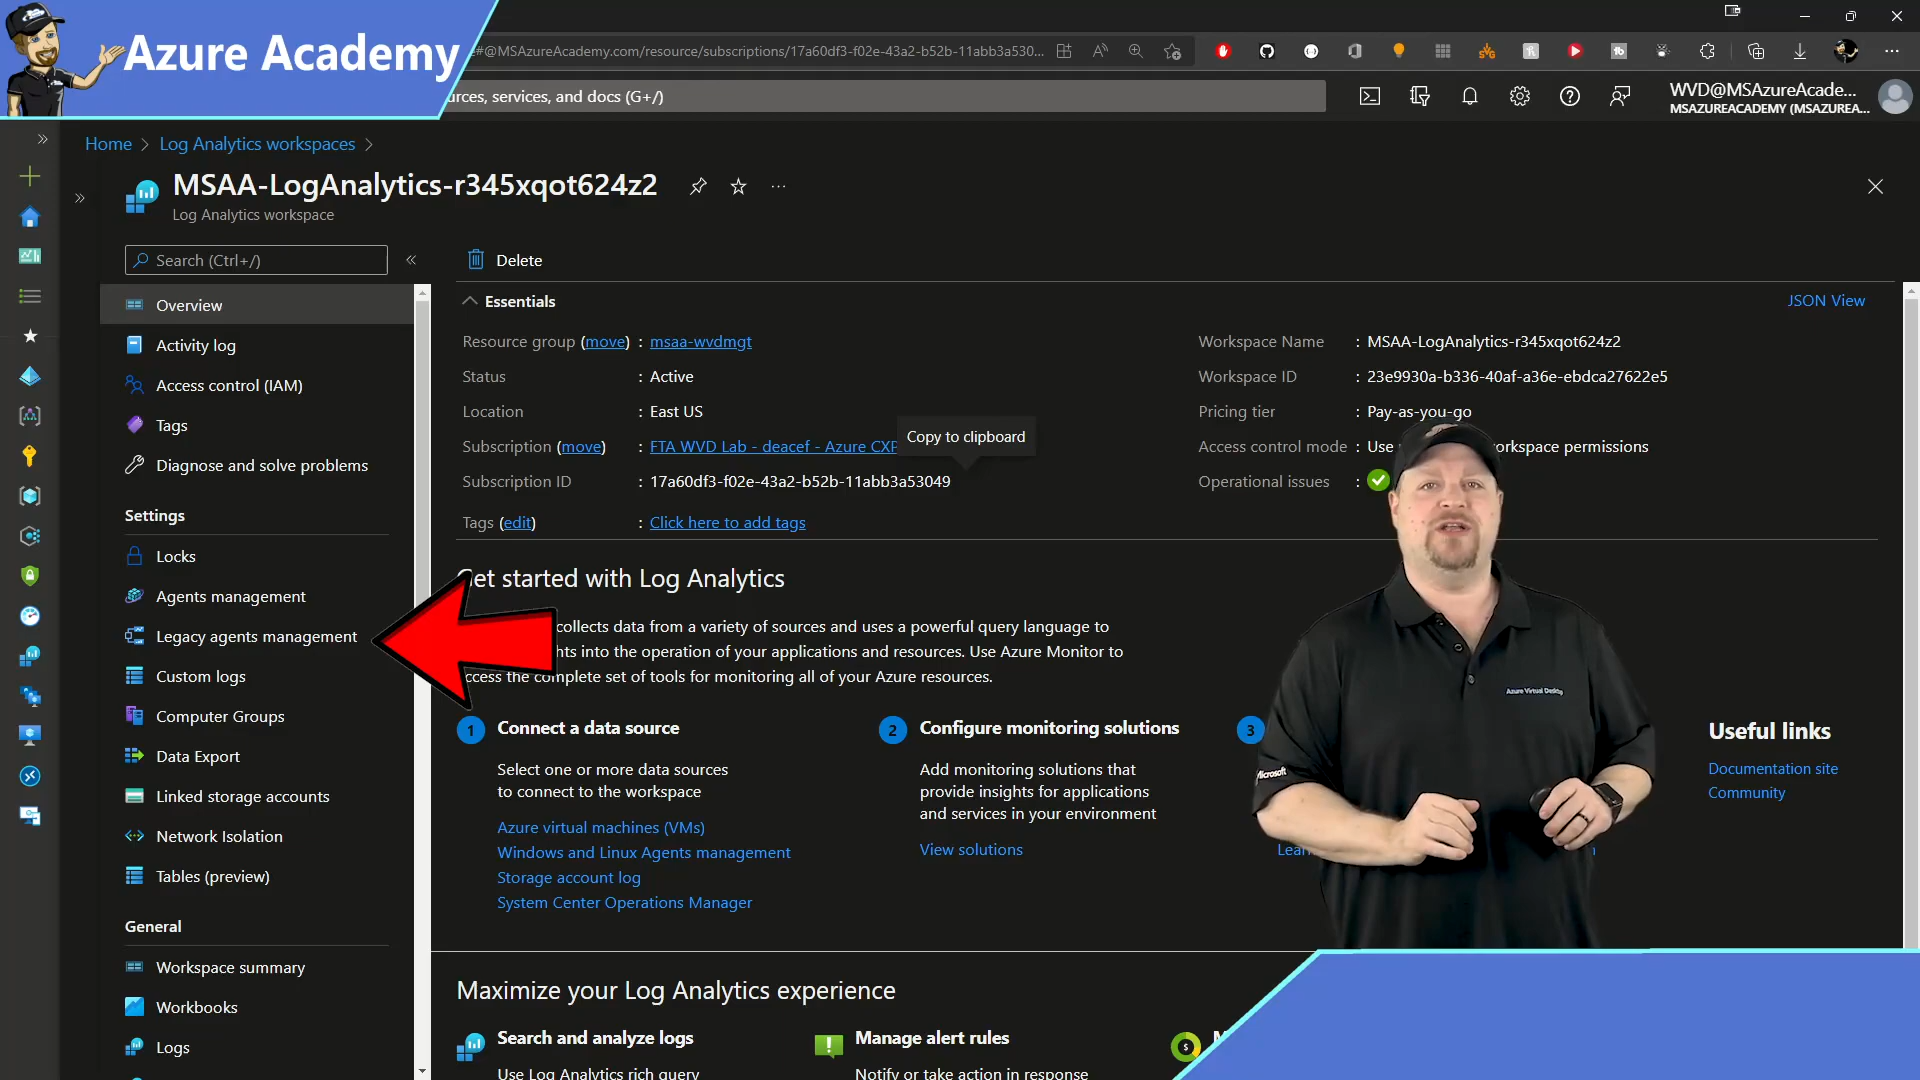 Azure Academy
#@MSAzureAcademy.com/resource/subscriptions/17a60df3-f02e-43a2-b52b-11abb3a530...
urces, services, and docs (G+/)
WVD@MSAzureAcade...
MSAZUREACADEMY (MSAZUREA...
Home > Log Analytics workspaces >
MSAA-LogAnalytics-r345xqot624z2
Log Analytics workspace
Search (Ctrl+/)
Overview
Activity log
Access control (IAM)
Tags
Diagnose and solve problems
Settings
Locks
Agents management
Legacy agents management
Custom logs
Computer Groups
Data Export
Linked storage accounts
Network Isolation
Tables (preview)
General
Workspace summary
Workbooks
Logs
Delete
Essentials
JSON View
Resource group (move) : msaa-wvdmgt
Status : Active
Location : East US
Subscription (move) : FTA WVD Lab - deacef - Azure CXP
Subscription ID : 17a60df3-f02e-43a2-b52b-11abb3a53049
Tags (edit) : Click here to add tags
Copy to clipboard
Workspace Name : MSAA-LogAnalytics-r345xqot624z2
Workspace ID : 23e9930a-b336-40af-a36e-ebdca27622e5
Pricing tier : Pay-as-you-go
Access control mode : Use orkspace permissions
Operational issues :
Get started with Log Analytics
collects data from a variety of sources and uses a powerful query language to
hts into the operation of your applications and resources. Use Azure Monitor to
ccess the complete set of tools for monitoring all of your Azure resources.
1 Connect a data source
Select one or more data sources
to connect to the workspace
Azure virtual machines (VMs)
Windows and Linux Agents management
Storage account log
System Center Operations Manager
2 Configure monitoring solutions
Add monitoring solutions that
provide insights for applications
and services in your environment
View solutions
3
Lear
Azure Virtual Desktop
Microsoft
Useful links
Documentation site
Community
Maximize your Log Analytics experience
Search and analyze logs
Use Log Analytics rich query
Manage alert rules
Notify or take action in response
M